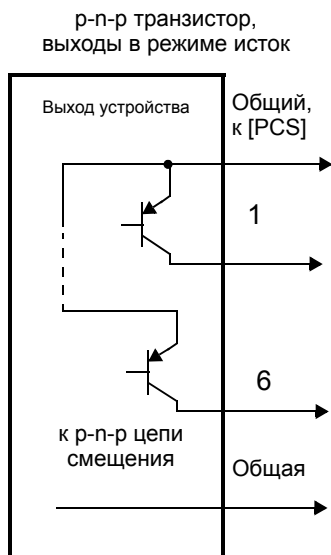 p-n-p транзистор,
выходы в режиме исток
Выход устройства
Общий,
к [PCS]
1
6
к p-n-p цепи
смещения
Общая